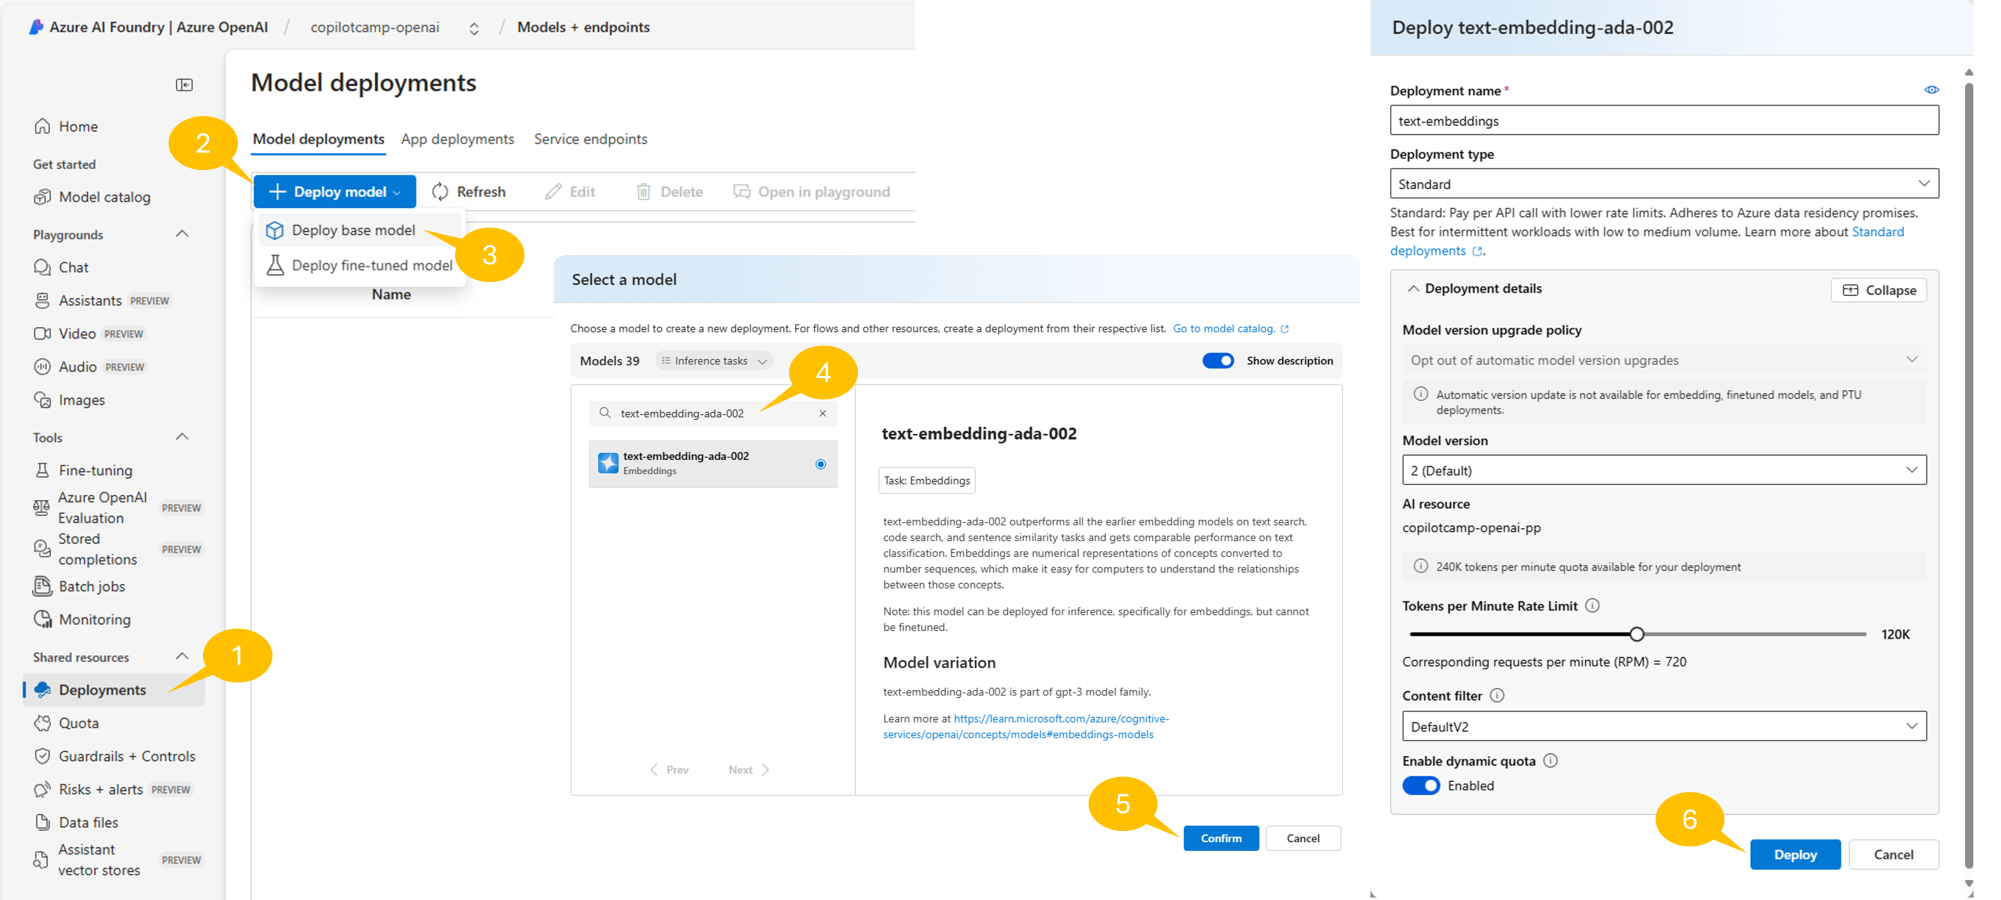 Azure AI Foundry | Azure OpenAI / copilotcamp-openai / Models + endpoints
Home
Get started
Model catalog
Playgrounds
Chat
Assistants PREVIEW
Video PREVIEW
Audio PREVIEW
Images
Tools
Fine-tuning
Azure OpenAI
Evaluation PREVIEW
Stored
completions PREVIEW
Batch jobs
Monitoring
Shared resources
1
Deployments
Quota
Guardrails + Controls
Risks + alerts PREVIEW
Data files
Assistant
vector stores PREVIEW
Model deployments
Model deployments App deployments Service endpoints
2
Deploy model Refresh Edit Delete Open in playground
Deploy base model
3
Deploy fine-tuned model
Name
Select a model
Choose a model to create a new deployment. For flows and other resources, create a deployment from their respective list. Go to model catalog.
Models 39 Inference tasks Show description
4
text-embedding-ada-002
text-embedding-ada-002
Embeddings
Prev Next
text-embedding-ada-002
Task: Embeddings
text-embedding-ada-002 outperforms all the earlier embedding models on text search,
code search, and sentence similarity tasks and gets comparable performance on text
classification. Embeddings are numerical representations of concepts converted to
number sequences, which make it easy for computers to understand the relationships
between those concepts.
Note: this model can be deployed for inference, specifically for embeddings, but cannot
be finetuned.
Model variation
text-embedding-ada-002 is part of gpt-3 model family.
Learn more at https://learn.microsoft.com/azure/cognitive-
services/openai/concepts/models#embeddings-models
5
Confirm Cancel
Deploy text-embedding-ada-002
Deployment name *
text-embeddings
Deployment type
Standard
Standard: Pay per API call with lower rate limits. Adheres to Azure data residency promises.
Best for intermittent workloads with low to medium volume. Learn more about Standard
deployments .
Deployment details Collapse
Model version upgrade policy
Opt out of automatic model version upgrades
Automatic version update is not available for embedding, finetuned models, and PTU
deployments.
Model version
2 (Default)
AI resource
copilotcamp-openai-pp
240K tokens per minute quota available for your deployment
Tokens per Minute Rate Limit
120K
Corresponding requests per minute (RPM) = 720
Content filter
DefaultV2
Enable dynamic quota
Enabled
6
Deploy Cancel